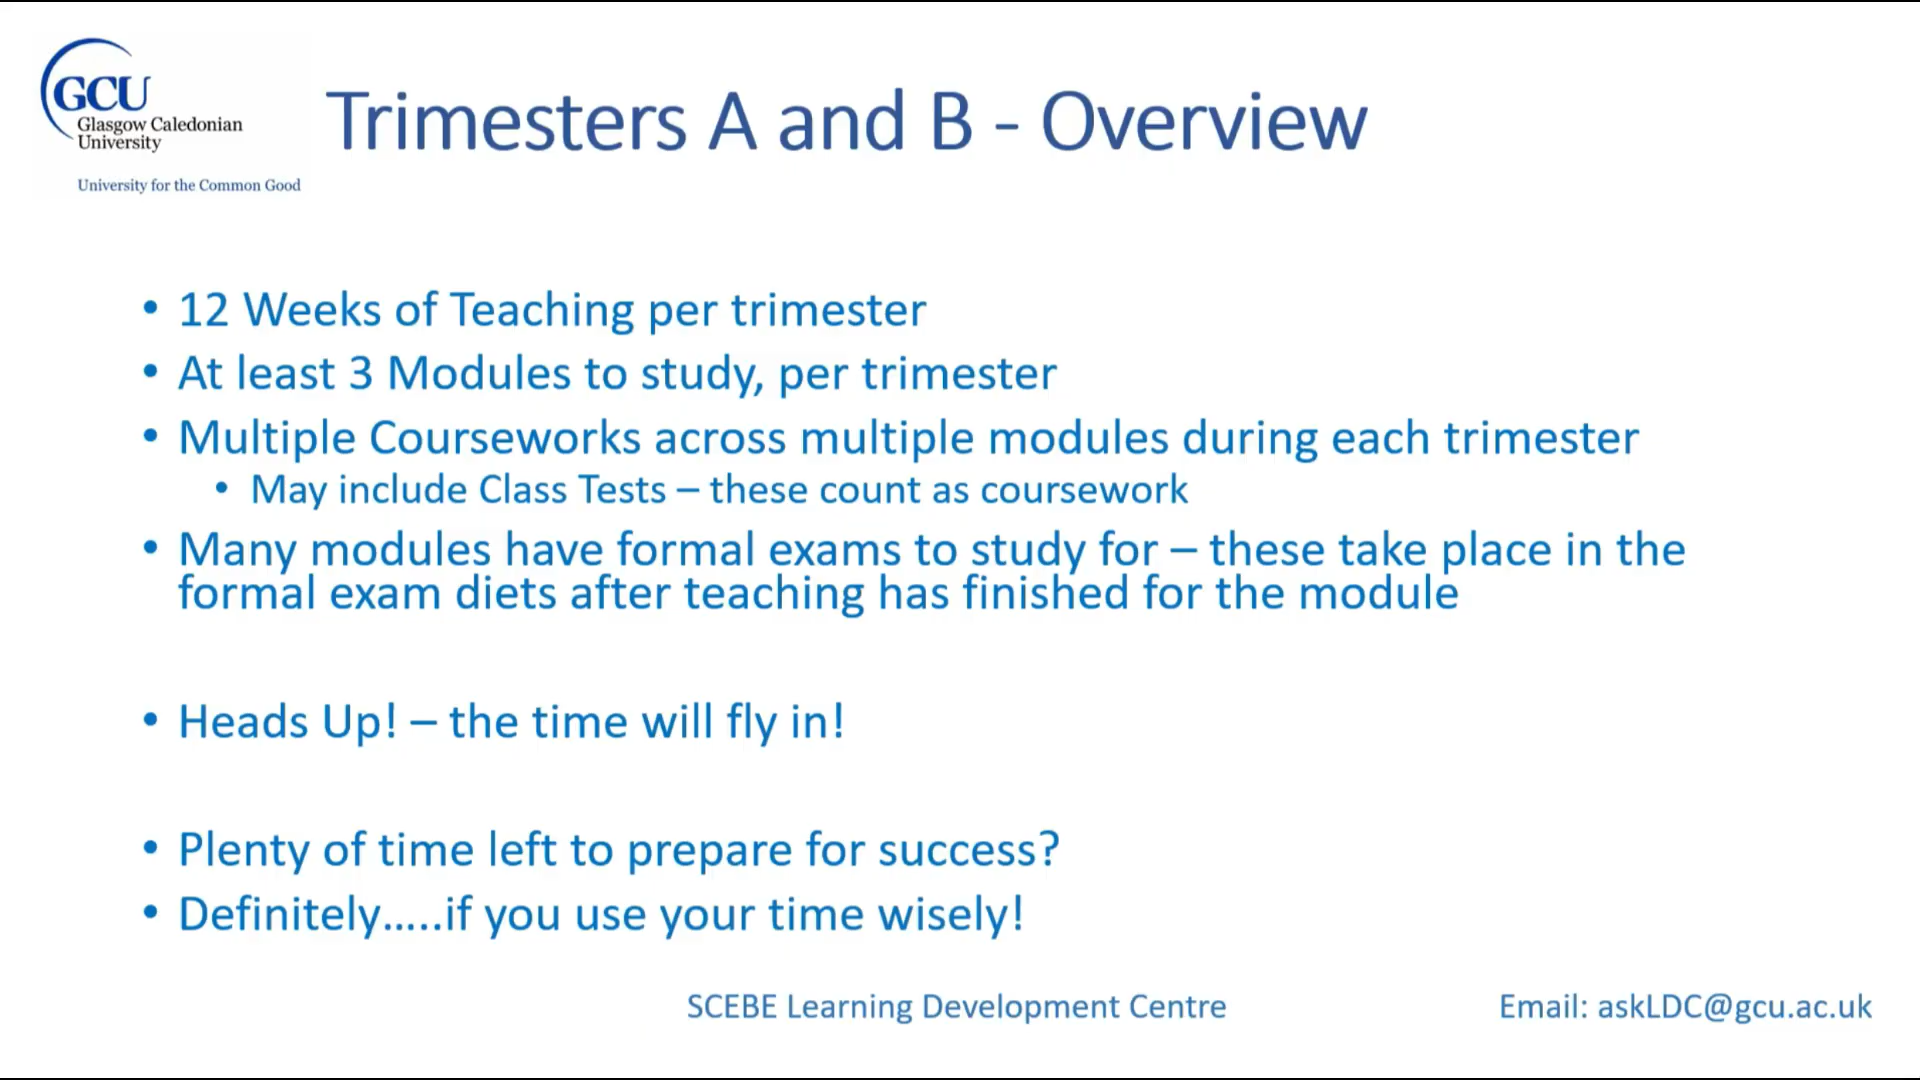 GCU
Glasgow Caledonian
University
University for the Common Good
Trimesters A and B - Overview
• 12 Weeks of Teaching per trimester
• At least 3 Modules to study, per trimester
• Multiple Courseworks across multiple modules during each trimester
• May include Class Tests – these count as coursework
• Many modules have formal exams to study for – these take place in the
formal exam diets after teaching has finished for the module
• Heads Up! – the time will fly in!
• Plenty of time left to prepare for success?
• Definitely…..if you use your time wisely!
SCEBE Learning Development Centre
Email: askLDC@gcu.ac.uk